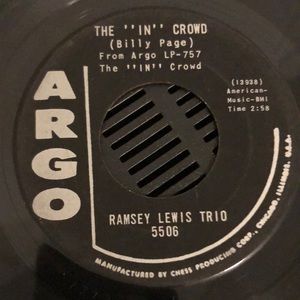 THE "IN" CROWD
(Billy Page)
From Argo LP-757
The "IN" Crowd
(13938)
American-
Music-BMI
Time 2:58
ARGO
RAMSEY LEWIS TRIO
5506
MANUFACTURED BY CHESS PRODUCING CORP., CHICAGO, ILLINOIS, U.S.A.